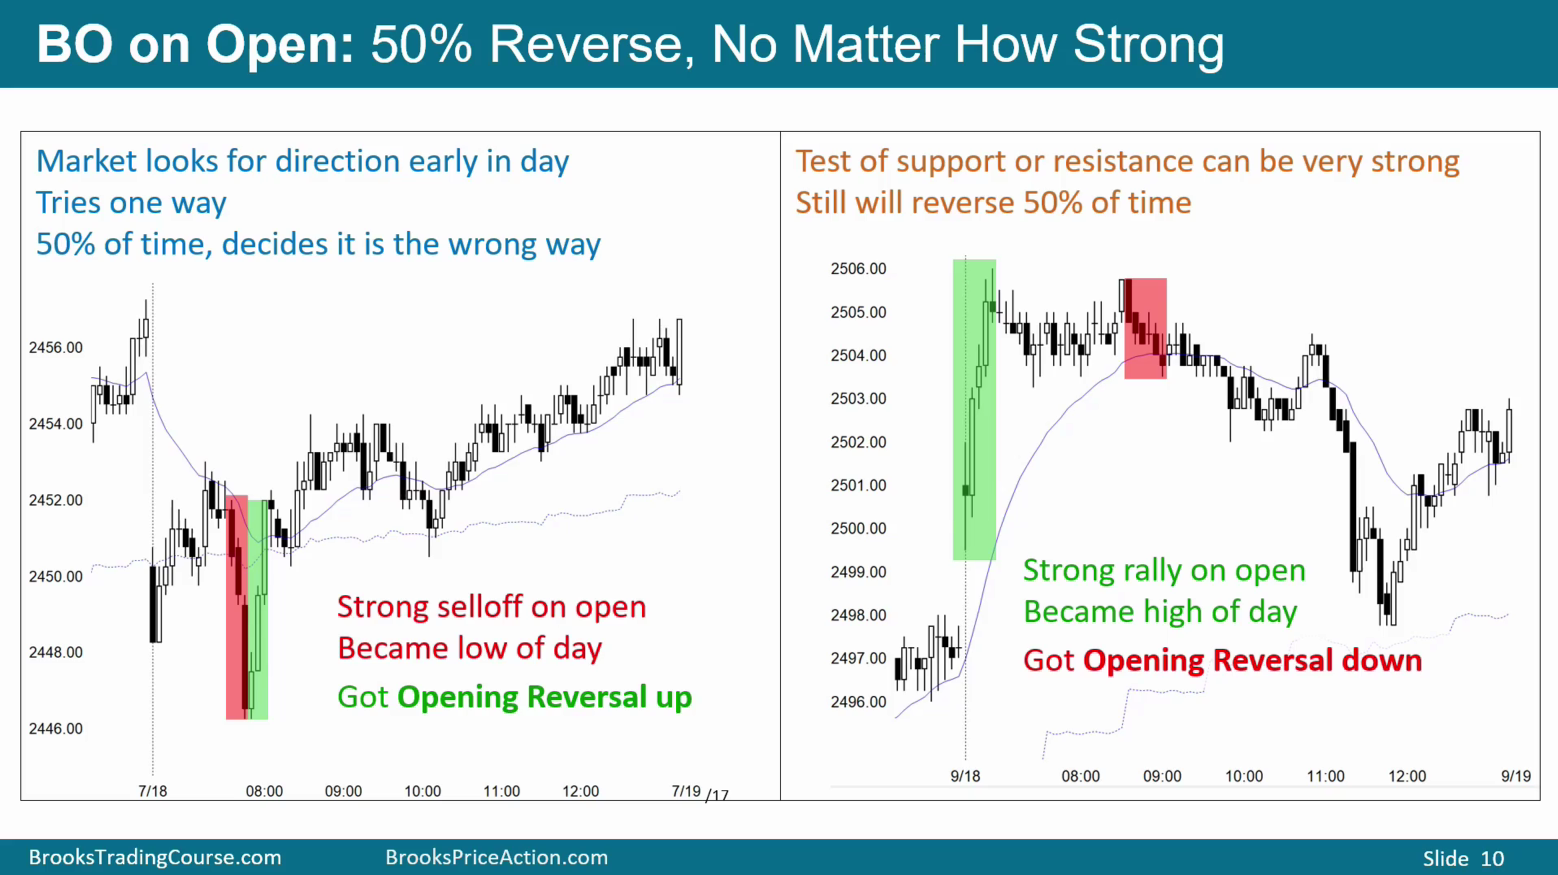 BO on Open: 50% Reverse, No Matter How Strong
Market looks for direction early in day
Tries one way
50% of time, decides it is the wrong way
2456.00
2454.00
2452.00
2450.00
2448.00
2446.00
Strong selloff on open
Became low of day
Got Opening Reversal up
7/18
08:00
09:00
10:00
11:00
12:00
7/19
/17
Test of support or resistance can be very strong
Still will reverse 50% of time
2506.00
2505.00
2504.00
2503.00
2502.00
2501.00
2500.00
2499.00
2498.00
2497.00
2496.00
Strong rally on open
Became high of day
Got Opening Reversal down
9/18
08:00
09:00
10:00
11:00
12:00
9/19
BrooksTradingCourse.com
BrooksPriceAction.com
Slide 10